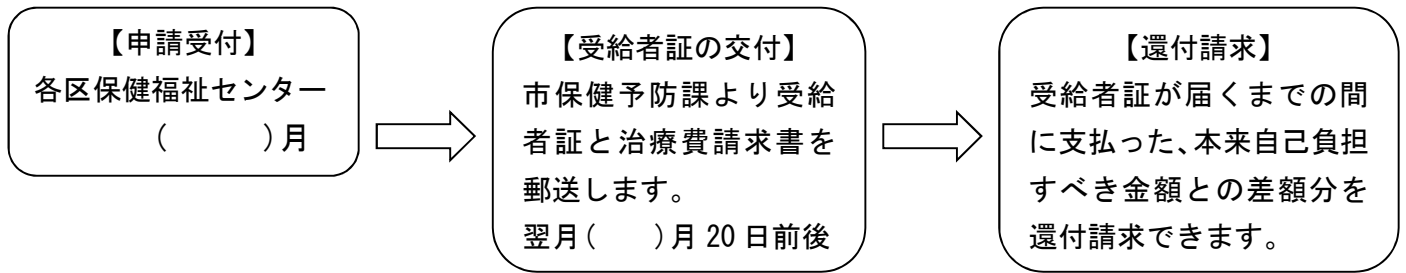 【申請受付】
各区保健福祉センター
(　　　)月
【受給者証の交付】
市保健予防課より受給
者証と治療費請求書を
郵送します。
翌月(　　)月 20 日前後
【還付請求】
受給者証が届くまでの間
に支払った、本来自己負担
すべき金額との差額分を
還付請求できます。